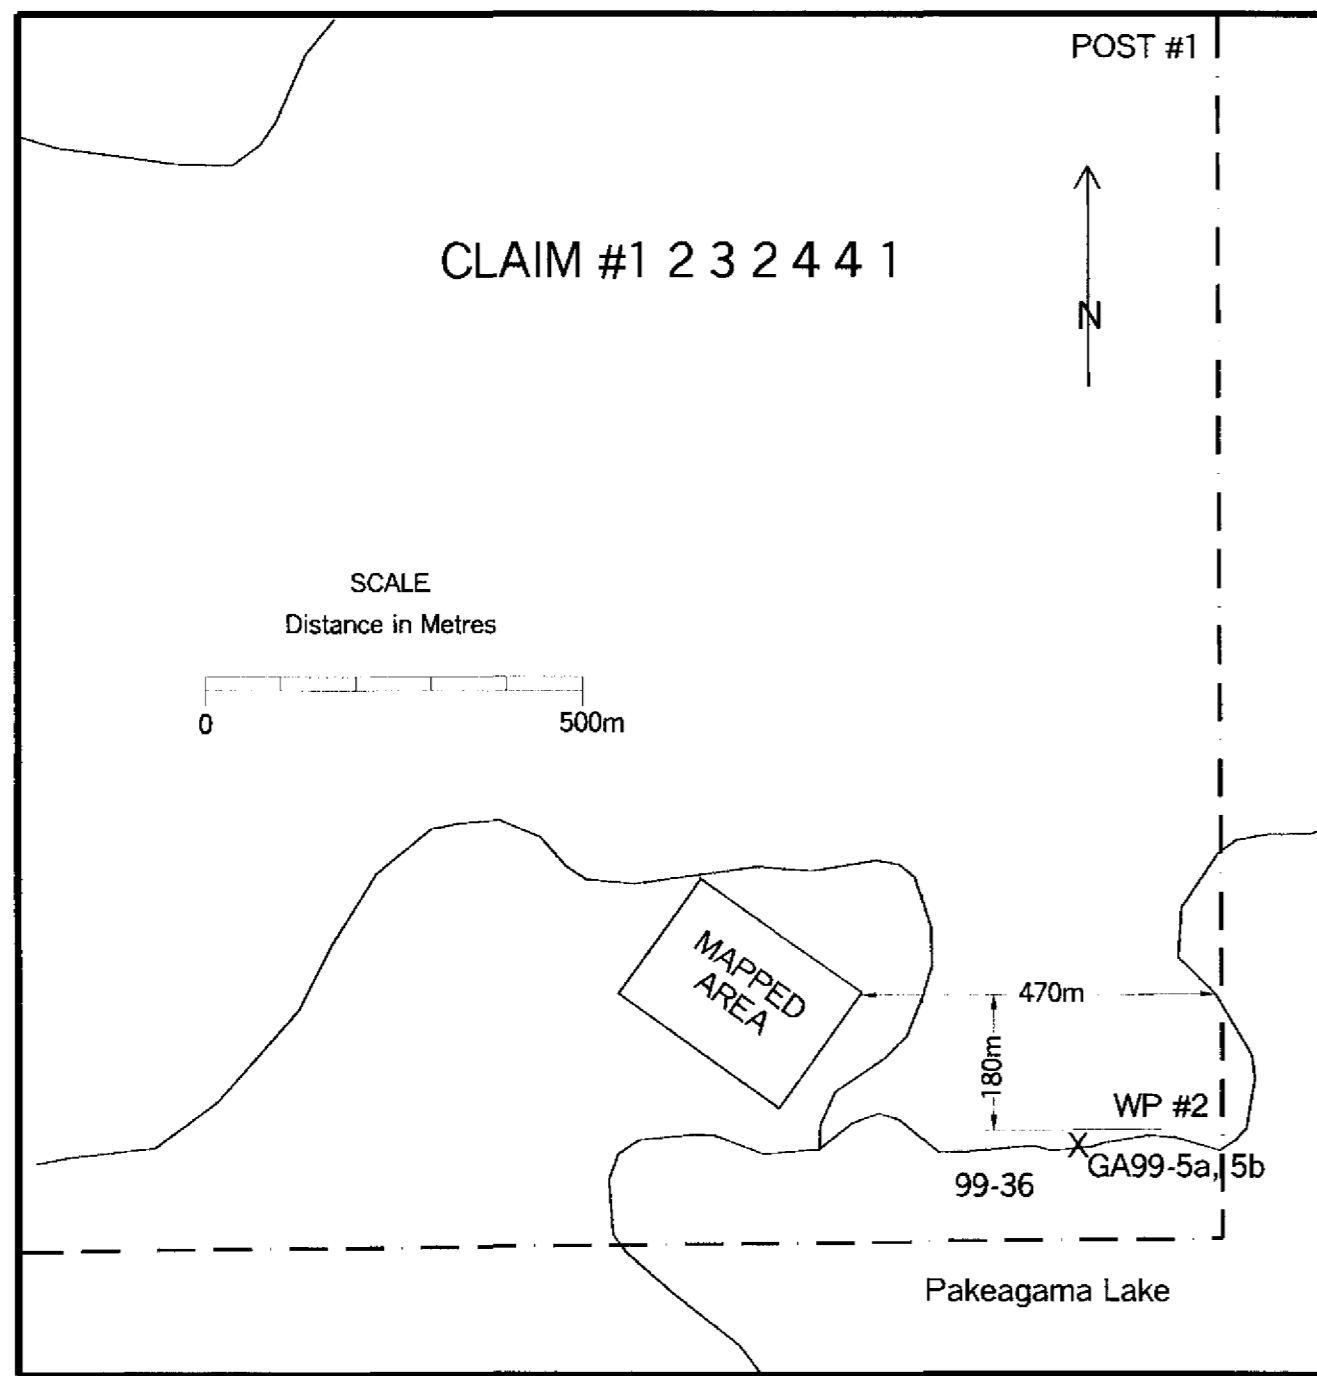 POST #1
CLAIM #1 2 3 2 4 4 1
N
SCALE
Distance in Metres
0
500m
MAPPED
AREA
470m
180m
WP #2
X
GA99-5a, 5b
99-36
Pakeagama Lake